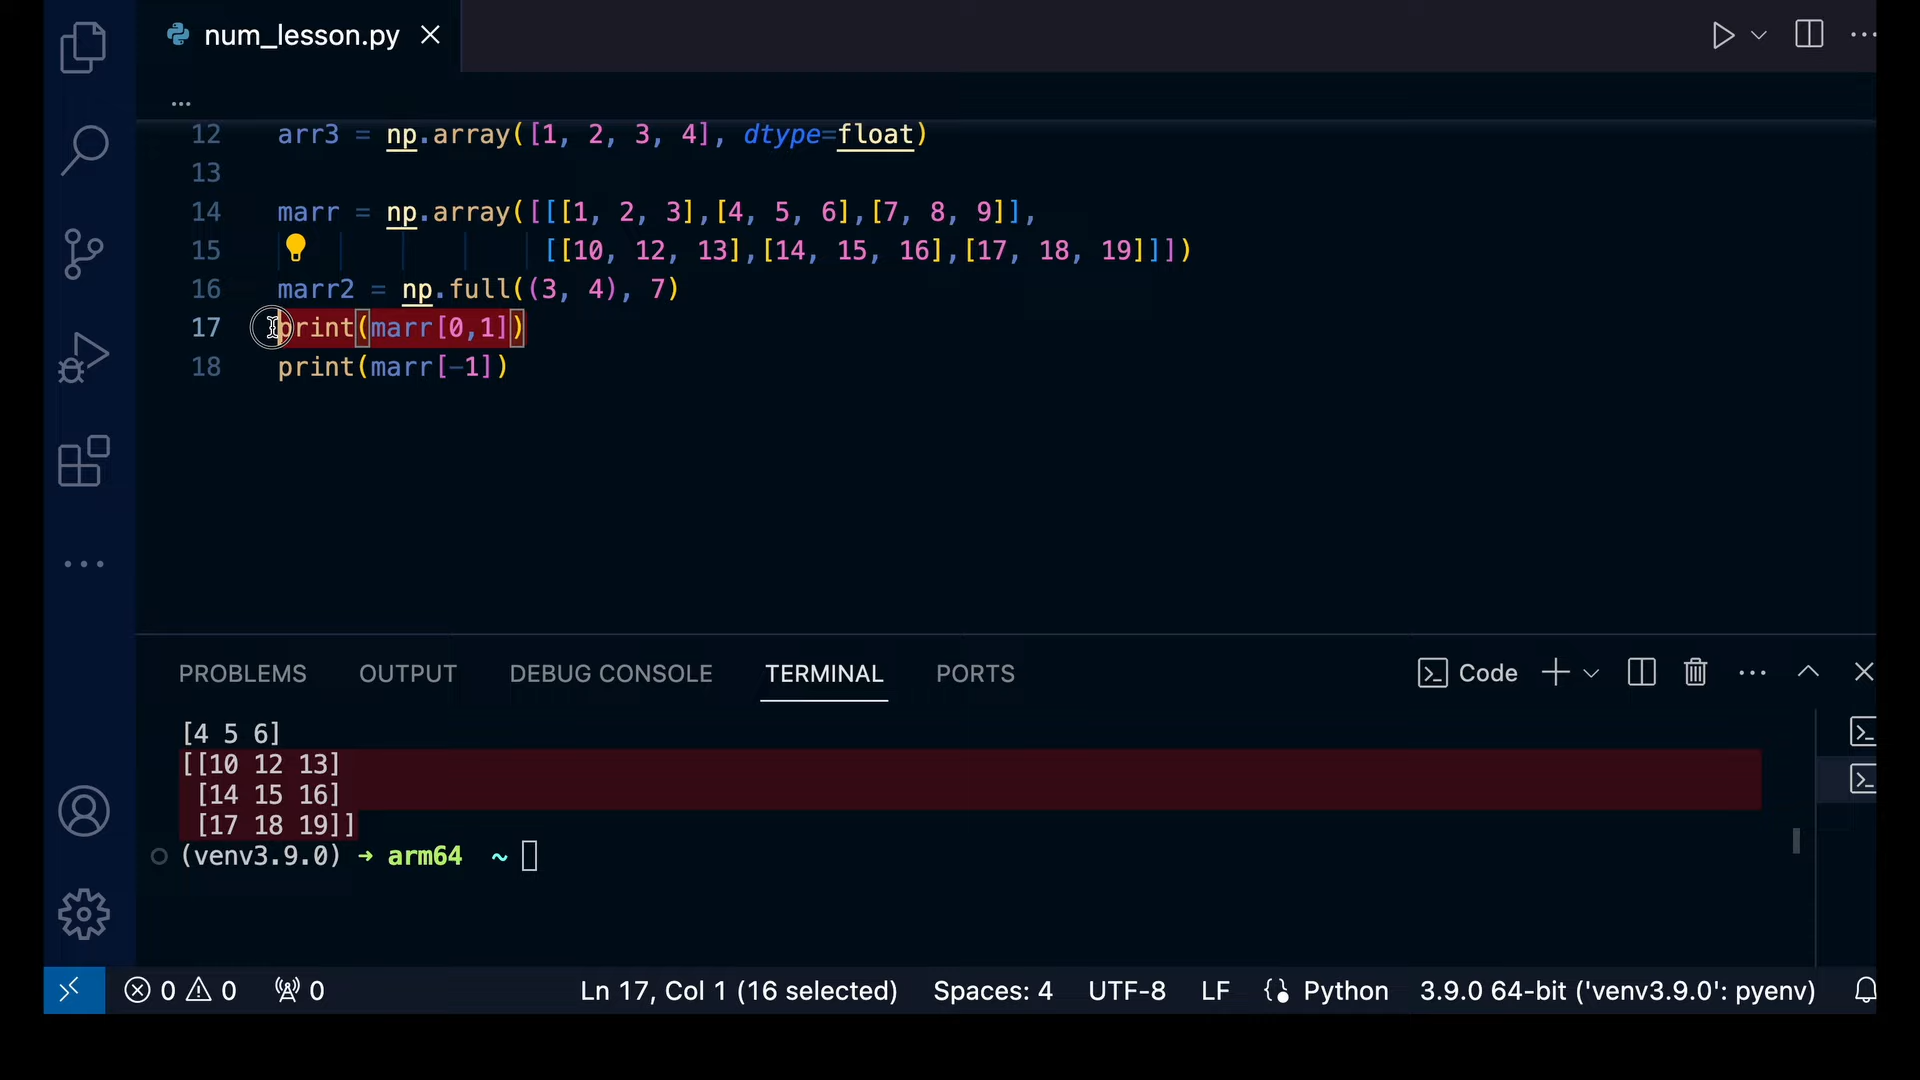 num_lesson.py
...
12 arr3 = np.array([1, 2, 3, 4], dtype=float)
13
14 marr = np.array([[[1, 2, 3],[4, 5, 6],[7, 8, 9]],
15 [[10, 12, 13],[14, 15, 16],[17, 18, 19]]])
16 marr2 = np.full((3, 4), 7)
17 print(marr[0,1])
18 print(marr[-1])
PROBLEMS OUTPUT DEBUG CONSOLE TERMINAL PORTS Code
[4 5 6]
[[10 12 13]
[14 15 16]
[17 18 19]]
(venv3.9.0) → arm64 ~
0 0 0 Ln 17, Col 1 (16 selected) Spaces: 4 UTF-8 LF Python 3.9.0 64-bit ('venv3.9.0': pyenv)